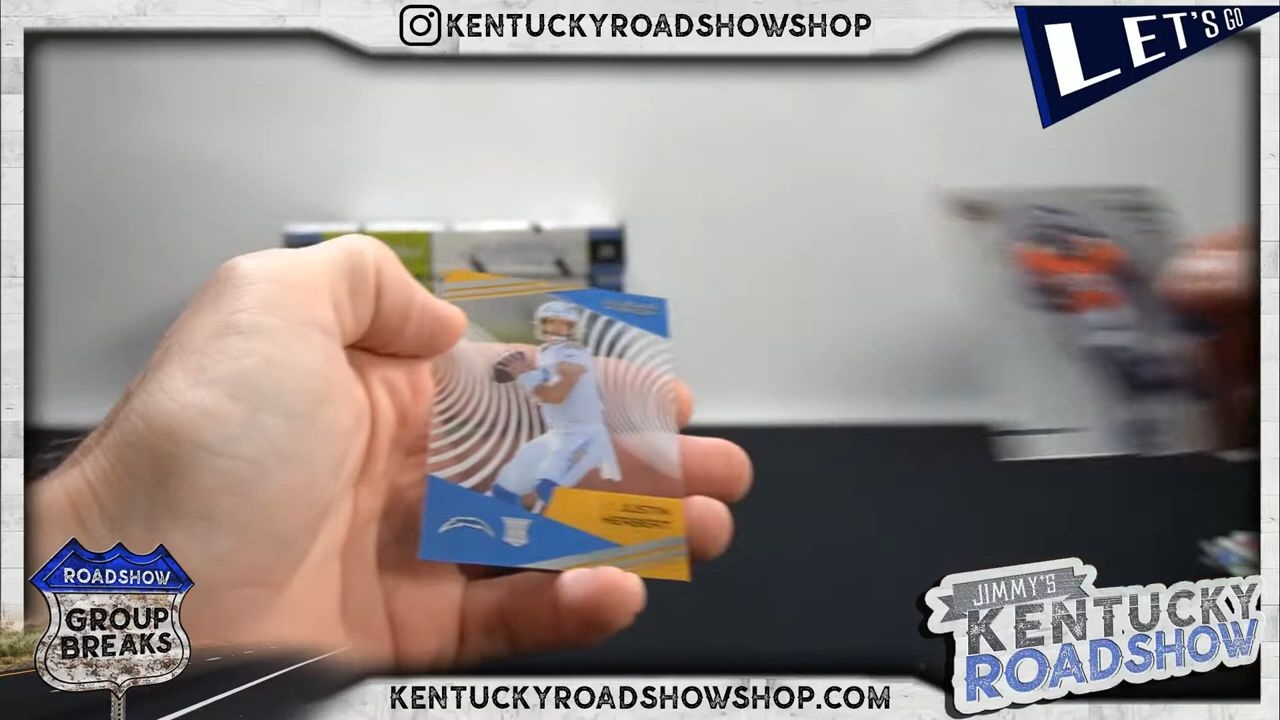 KENTUCKYROADSHOWSHOP
LET'S GO
JUSTIN
HERBERT
ROADSHOW
GROUP
BREAKS
JIMMY'S
KENTUCKY
ROADSHOW
KENTUCKYROADSHOWSHOP.COM